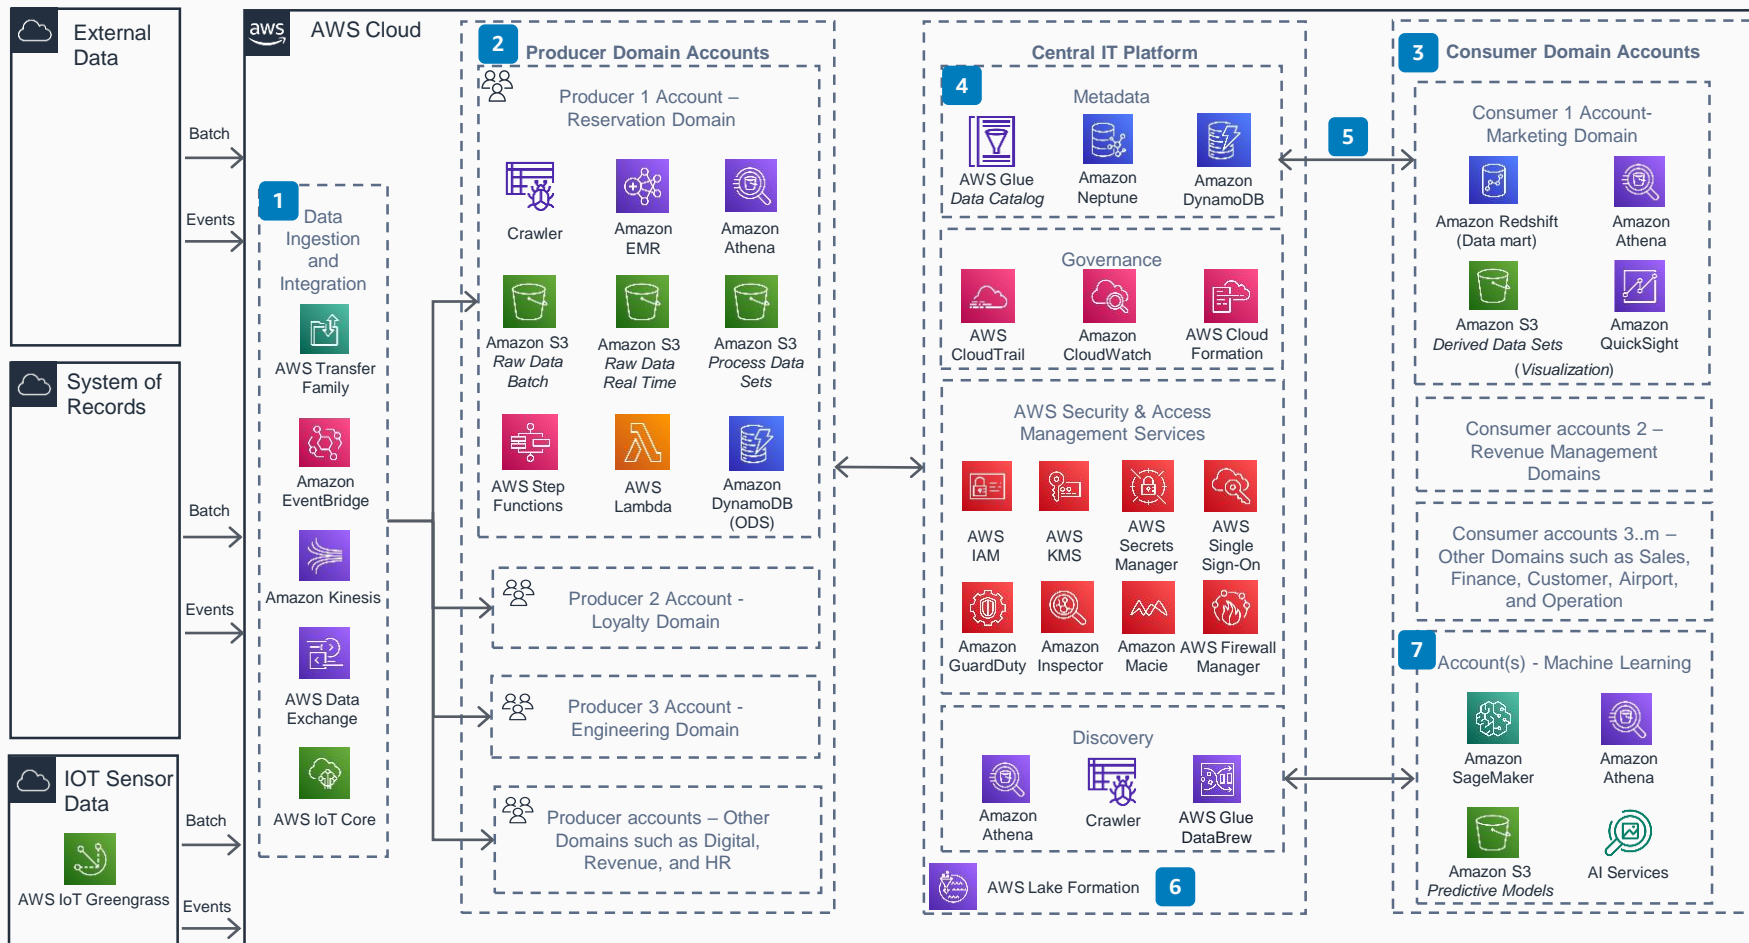 External
Data
Batch
Events
System of
Records
Batch
Events
IOT Sensor
Data
AWS IoT Greengrass
Batch
Events
aws
AWS Cloud
1
Data
Ingestion
and
Integration
AWS Transfer
Family
Amazon
EventBridge
Amazon Kinesis
AWS Data
Exchange
AWS IoT Core
2
Producer Domain Accounts
Producer 1 Account –
Reservation Domain
Crawler
Amazon
EMR
Amazon
Athena
Amazon S3
Raw Data
Batch
Amazon S3
Raw Data
Real Time
Amazon S3
Process Data
Sets
AWS Step
Functions
AWS
Lambda
Amazon
DynamoDB
(ODS)
Producer 2 Account -
Loyalty Domain
Producer 3 Account -
Engineering Domain
Producer accounts – Other
Domains such as Digital,
Revenue, and HR
Central IT Platform
4
Metadata
AWS Glue
Data Catalog
Amazon
Neptune
Amazon
DynamoDB
Governance
AWS
CloudTrail
Amazon
CloudWatch
AWS Cloud
Formation
AWS Security & Access
Management Services
AWS
IAM
AWS
KMS
AWS
Secrets
Manager
AWS
Single
Sign-On
Amazon
GuardDuty
Amazon
Inspector
Amazon
Macie
AWS Firewall
Manager
Discovery
Amazon
Athena
Crawler
AWS Glue
DataBrew
AWS Lake Formation
6
5
3
Consumer Domain Accounts
Consumer 1 Account-
Marketing Domain
Amazon Redshift
(Data mart)
Amazon
Athena
Amazon S3
Derived Data Sets
Amazon
QuickSight
(Visualization)
Consumer accounts 2 –
Revenue Management
Domains
Consumer accounts 3..m –
Other Domains such as Sales,
Finance, Customer, Airport,
and Operation
7
Account(s) - Machine Learning
Amazon
SageMaker
Amazon
Athena
Amazon S3
Predictive Models
AI Services